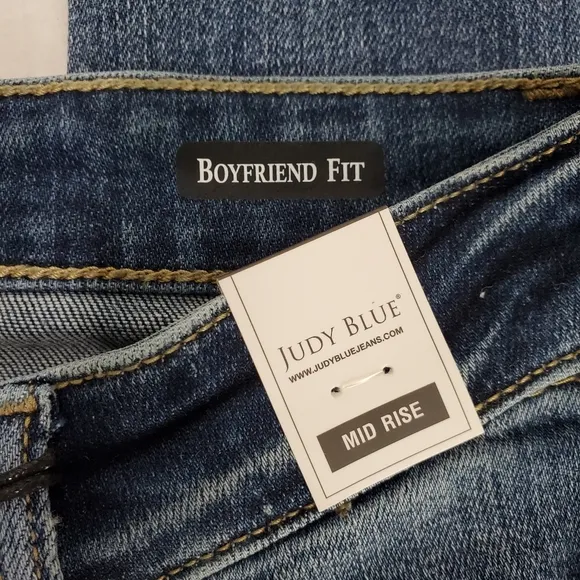 BOYFRIEND FIT
JUDY BLUE®
WWW.JUDYBLUEJEANS.COM
MID RISE